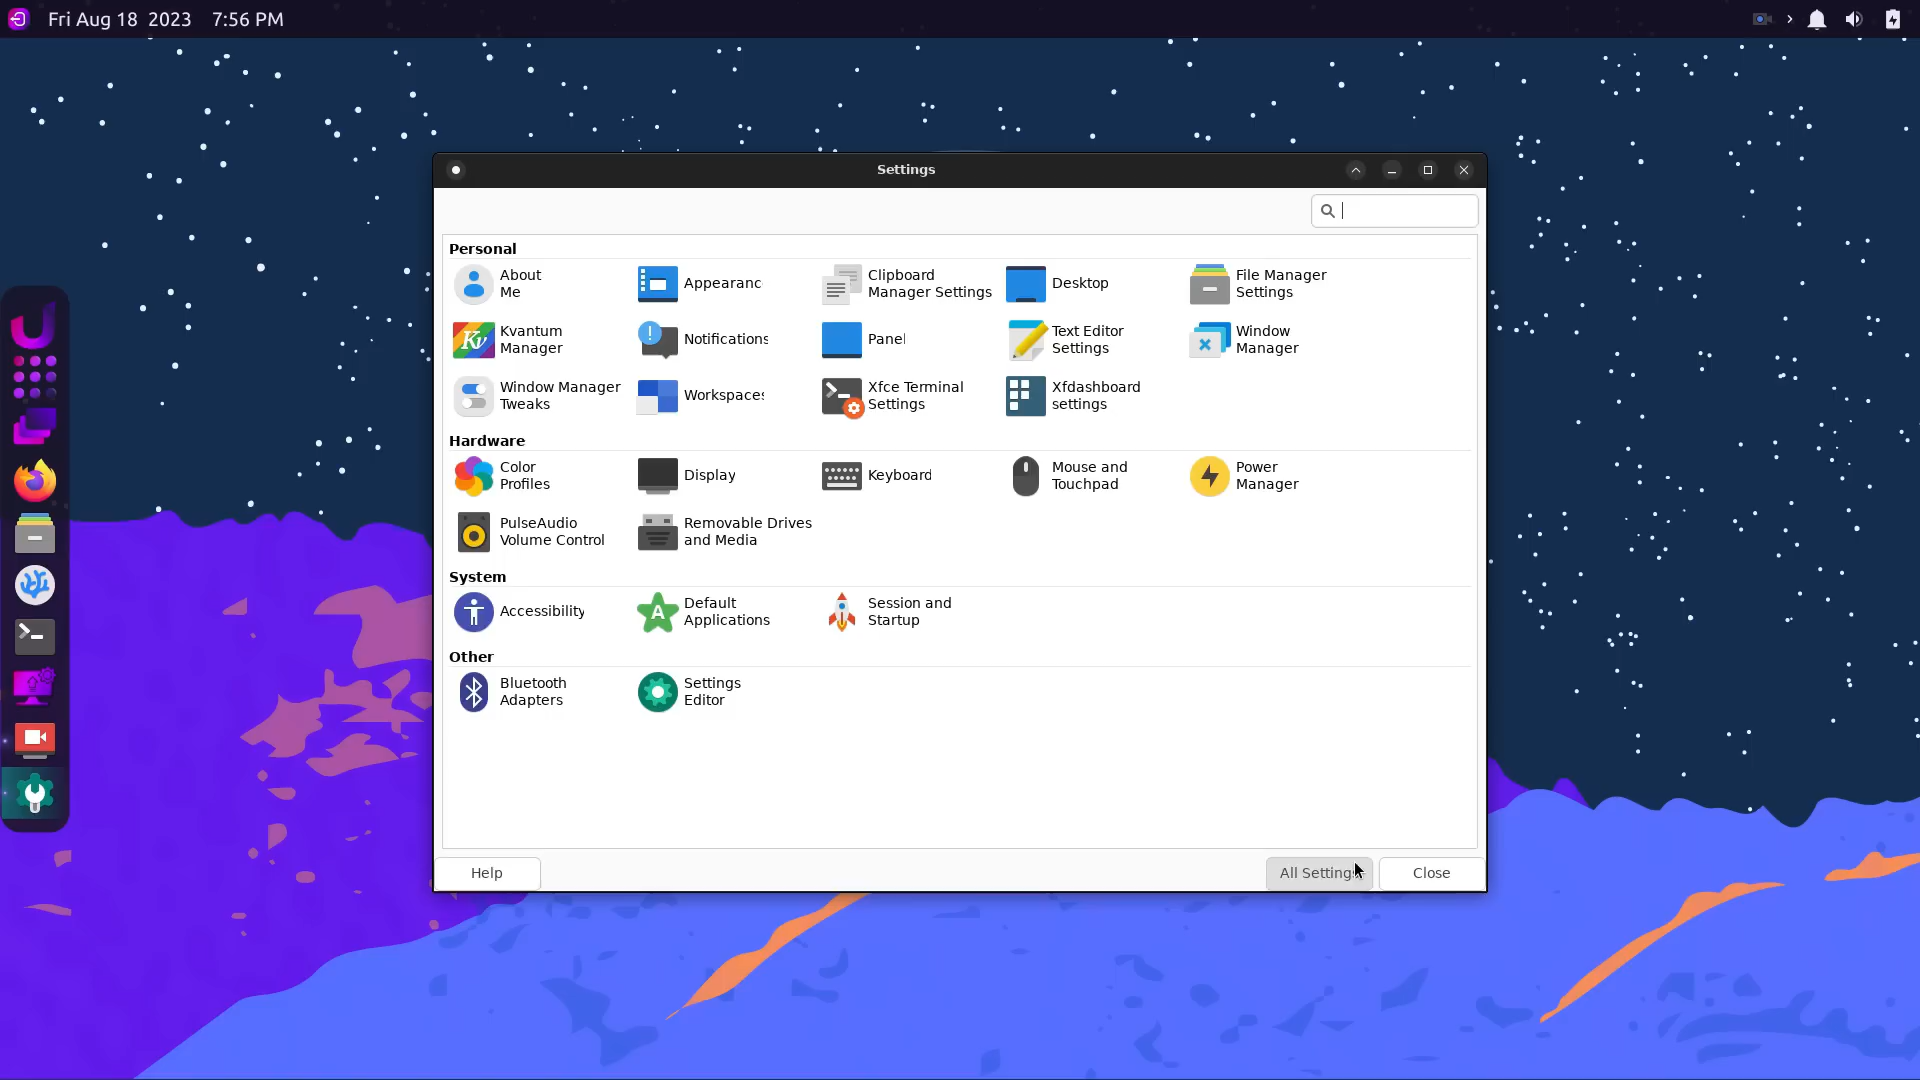 Fri Aug 18 2023 7:56 PM
Settings
Personal
About
Me
Appearanc
Clipboard
Manager Settings
Desktop
File Manager
Settings
Kvantum
Manager
Notifications
Panel
Text Editor
Settings
Window
Manager
Window Manager
Tweaks
Workspaces
Xfce Terminal
Settings
Xfdashboard
settings
Hardware
Color
Profiles
Display
Keyboard
Mouse and
Touchpad
Power
Manager
PulseAudio
Volume Control
Removable Drives
and Media
System
Accessibility
Default
Applications
Session and
Startup
Other
Bluetooth
Adapters
Settings
Editor
Help
All Settings
Close